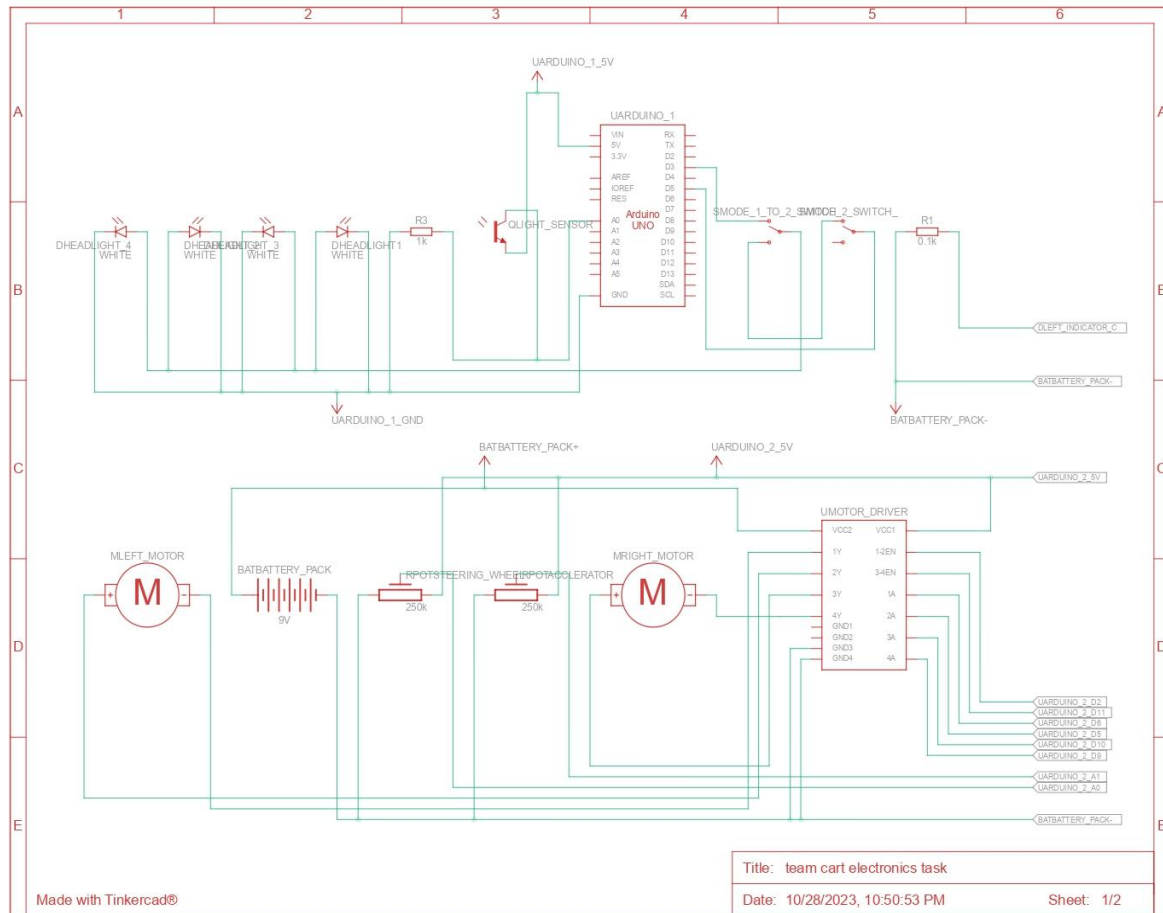 1 2 3 4 5 6
A A
B B
C C
D D
E E
UARDUINO_1_5V
UARDUINO_1
VIN RX
5V TX
3.3V D2
D3
AREF D4
IOREF D5
RES D6
D7
A0 D8
A1 D9
A2 D10
A3 D11
A4 D12
A5 D13
SDA
GND SCL
Arduino
UNO
DHEADLIGHT_4
WHITE
WHITE
DHEADLIGHT_3
WHITE
DHEADLIGHT1
WHITE
R3
1k
QLIGHT_SENSOR
SMODE_1_TO_2_SWITCH
R1
0.1k
DLEFT_INDICATOR_C
BATBATTERY_PACK-
UARDUINO_1_GND
BATBATTERY_PACK-
BATBATTERY_PACK+
UARDUINO_2_5V
UARDUINO_2_5V
MLEFT_MOTOR
M
+ -
BATBATTERY_PACK
9V
RPOTSTEERING_WHEEL
250k
RPOTACCLERATOR
250k
MRIGHT_MOTOR
M
+ -
UMOTOR_DRIVER
VCC2 VCC1
1Y 1-2EN
2Y 3-4EN
3Y 1A
4Y 2A
GND1
GND2 3A
GND3
GND4 4A
UARDUINO_2_D2
UARDUINO_2_D11
UARDUINO_2_D6
UARDUINO_2_D5
UARDUINO_2_D10
UARDUINO_2_D9
UARDUINO_2_A1
UARDUINO_2_A0
BATBATTERY_PACK-
Title: team cart electronics task
Date: 10/28/2023, 10:50:53 PM Sheet: 1/2
Made with Tinkercad®